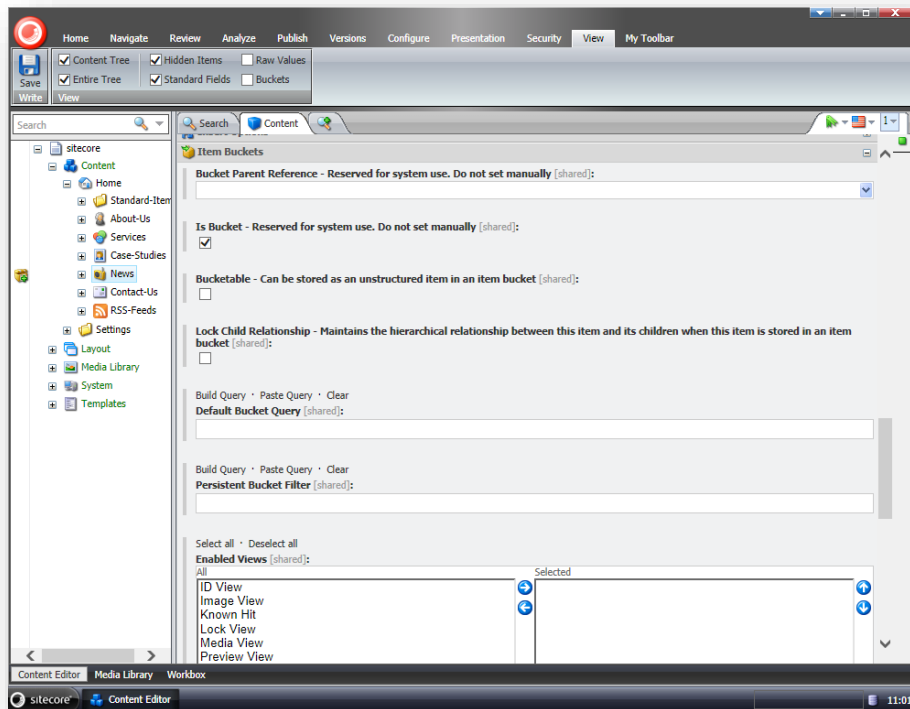 Home Navigate Review Analyze Publish Versions Configure Presentation Security View My Toolbar
Save
Write
Content Tree Hidden Items Raw Values
Entire Tree Standard Fields Buckets
View
Search
sitecore
Content
Home
Standard-Item
About-Us
Services
Case-Studies
News
Contact-Us
RSS-Feeds
Settings
Layout
Media Library
System
Templates
Search Content
Item Buckets
Bucket Parent Reference - Reserved for system use. Do not set manually [shared]:
Is Bucket - Reserved for system use. Do not set manually [shared]:
Bucketable - Can be stored as an unstructured item in an item bucket [shared]:
Lock Child Relationship - Maintains the hierarchical relationship between this item and its children when this item is stored in an item
bucket [shared]:
Build Query · Paste Query · Clear
Default Bucket Query [shared]:
Build Query · Paste Query · Clear
Persistent Bucket Filter [shared]:
Select all · Deselect all
Enabled Views [shared]:
All Selected
ID View
Image View
Known Hit
Lock View
Media View
Preview View
1
Content Editor Media Library Workbox
sitecore Content Editor 11:01